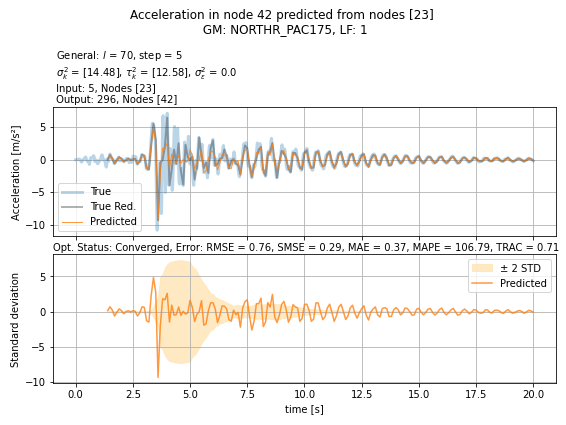 Acceleration in node 42 predicted from nodes [23]
GM: NORTHR_PAC175, LF: 1
General: l = 70, step = 5
σ²ₖ = [14.48], τ²ₖ = [12.58], σ²ε = 0.0
Input: 5, Nodes [23]
Output: 296, Nodes [42]
Acceleration [m/s²]
5
0
−5
−10
True
True Red.
Predicted
Opt. Status: Converged, Error: RMSE = 0.76, SMSE = 0.29, MAE = 0.37, MAPE = 106.79, TRAC = 0.71
Standard deviation
5
0
−5
−10
± 2 STD
Predicted
0.0 2.5 5.0 7.5 10.0 12.5 15.0 17.5 20.0
time [s]